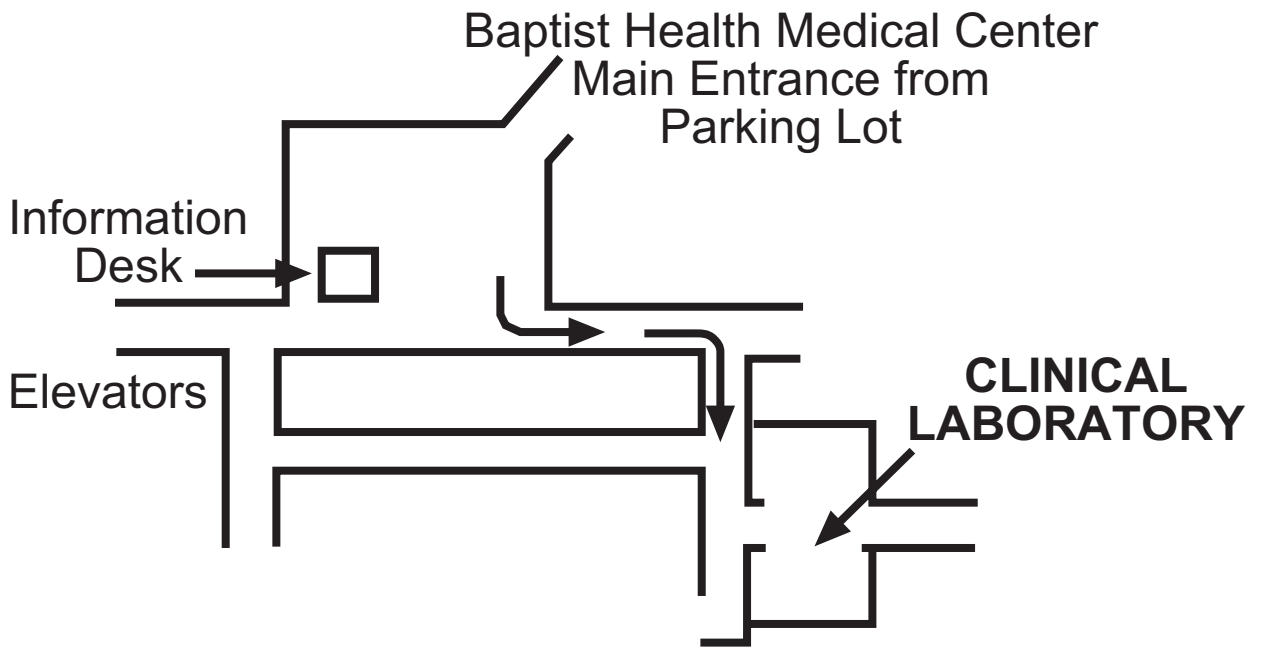 Baptist Health Medical Center
Main Entrance from
Parking Lot
Information
Desk
Elevators
CLINICAL
LABORATORY